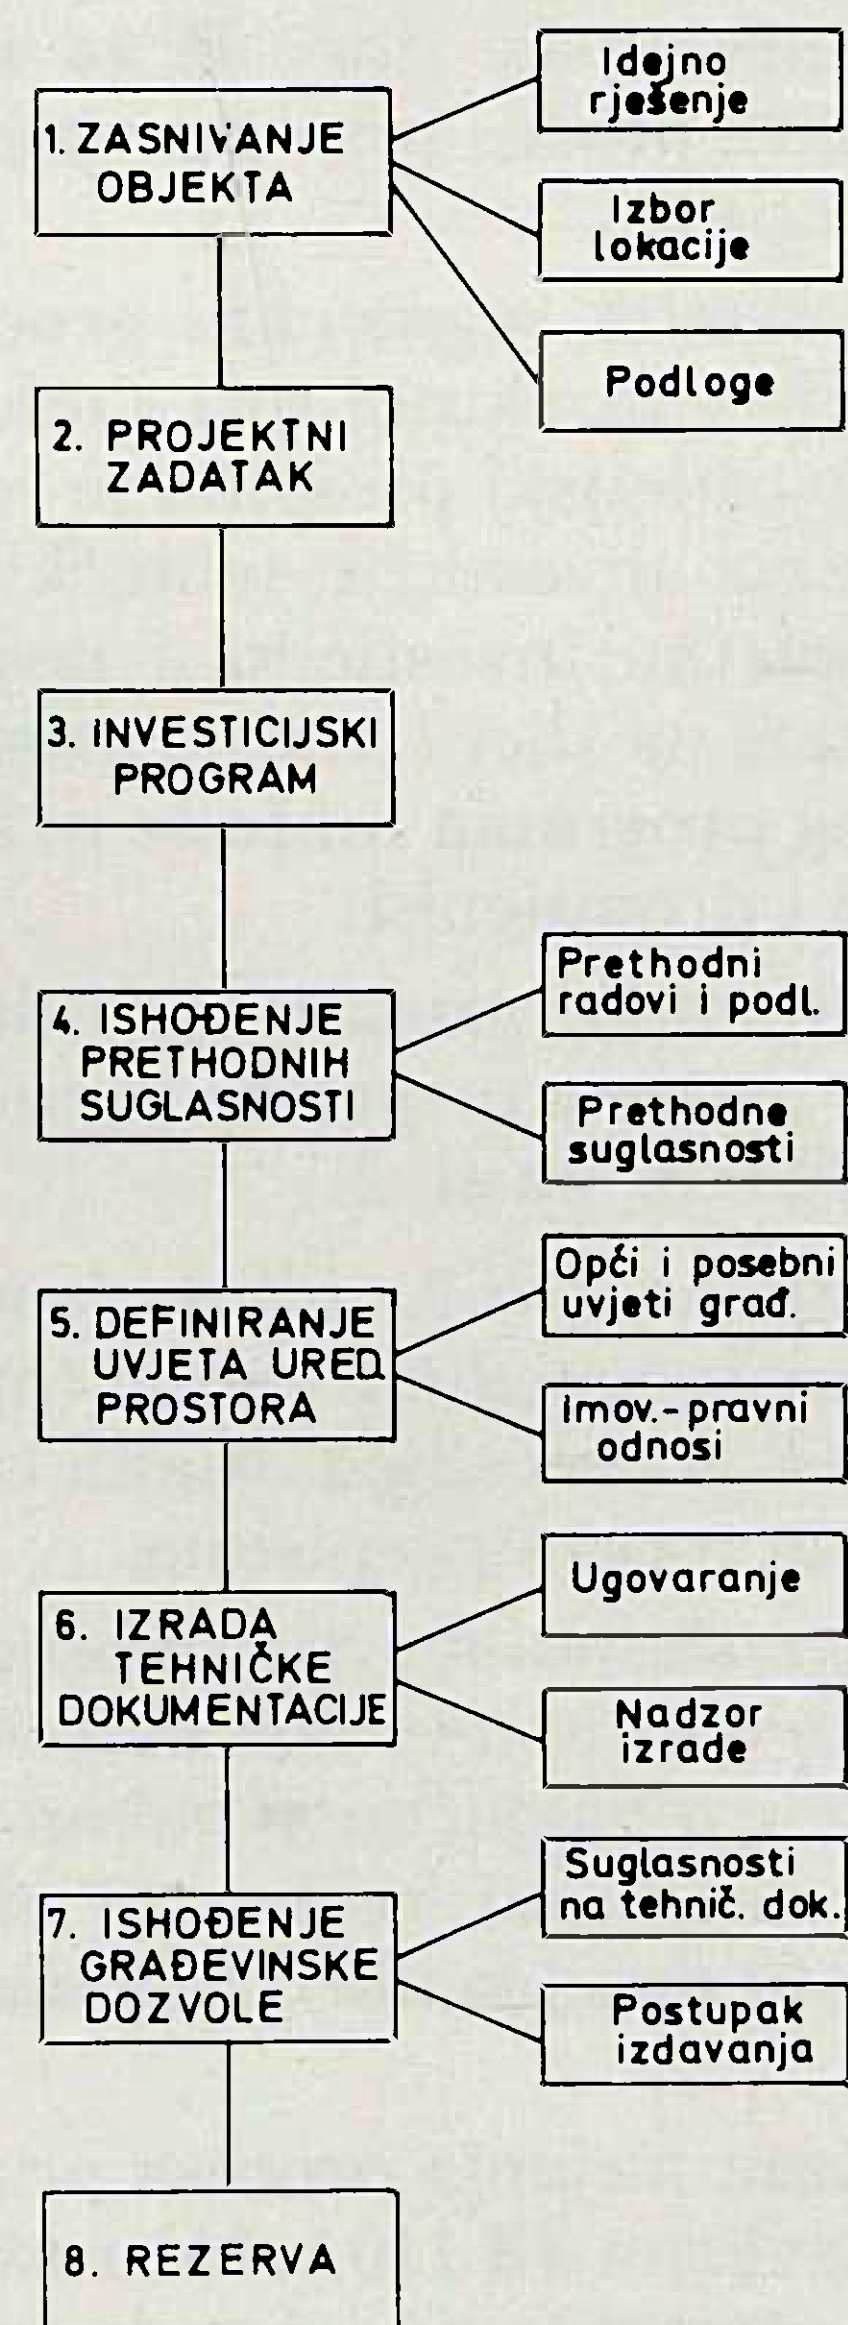 1. ZASNIVANJE
OBJEKTA
Idejno
rješenje
Izbor
lokacije
Podloge
2. PROJEKTNI
ZADATAK
3. INVESTICIJSKI
PROGRAM
4. ISHOĐENJE
PRETHODNIH
SUGLASNOSTI
Prethodni
radovi i podl.
Prethodne
suglasnosti
5. DEFINIRANJE
UVJETA URED.
PROSTORA
Opći i posebni
uvjeti građ.
Imov.-pravni
odnosi
6. IZRADA
TEHNIČKE
DOKUMENTACIJE
Ugovaranje
Nadzor
izrade
7. ISHOĐENJE
GRAĐEVINSKE
DOZVOLE
Suglasnosti
na tehnič. dok.
Postupak
izdavanja
8. REZERVA